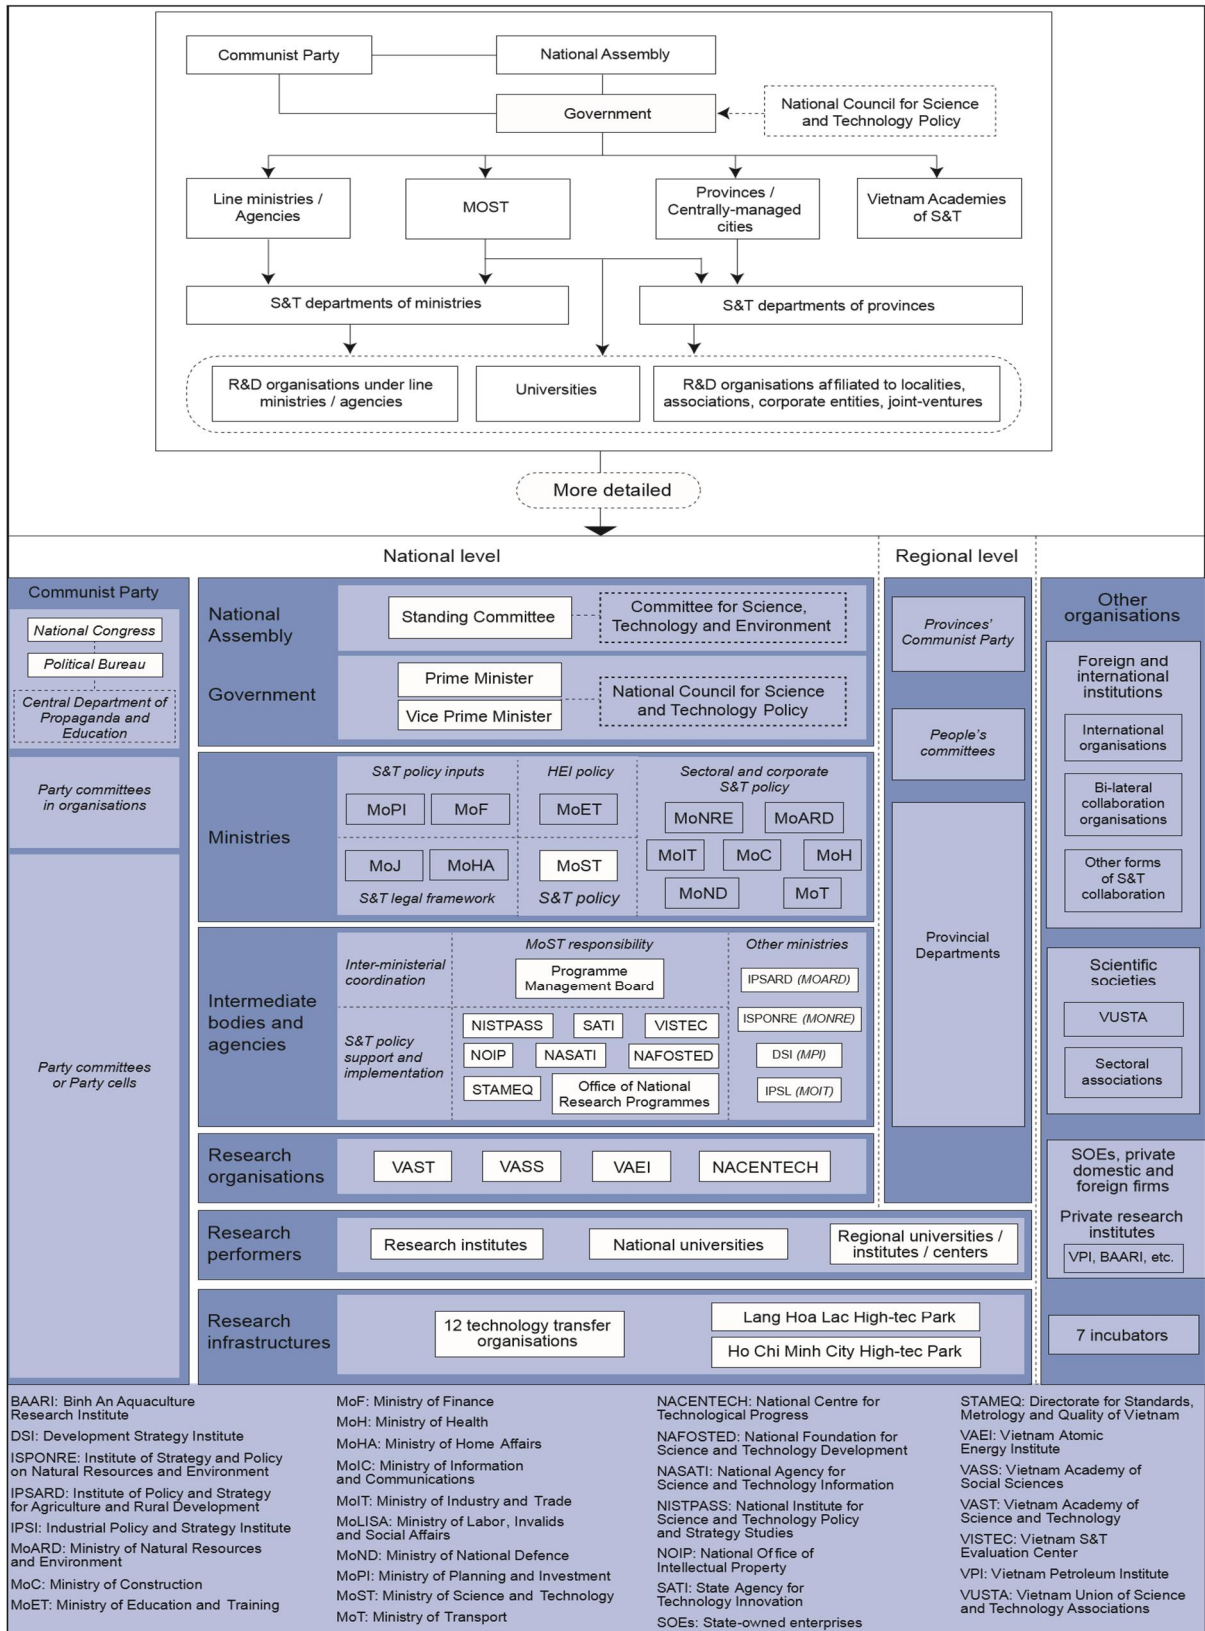 Communist Party
National Assembly
Government
National Council for Science
and Technology Policy
Line ministries /
Agencies
MOST
Provinces /
Centrally-managed
cities
Vietnam Academies
of S&T
S&T departments of ministries
S&T departments of provinces
R&D organisations under line
ministries / agencies
Universities
R&D organisations affiliated to localities,
associations, corporate entities, joint-ventures
More detailed
National level
Regional level
Communist Party
National Congress
Political Bureau
Central Department of
Propaganda and
Education
Party committees
in organisations
Party committees
or Party cells
National
Assembly
Standing Committee
Committee for Science,
Technology and Environment
Government
Prime Minister
Vice Prime Minister
National Council for Science
and Technology Policy
Ministries
S&T policy inputs
MoPI
MoF
HEI policy
MoET
Sectoral and corporate
S&T policy
MoNRE
MoARD
MoIT
MoC
MoH
MoND
MoT
MoJ
MoHA
S&T legal framework
MoST
S&T policy
Intermediate
bodies and
agencies
MoST responsibility
Other ministries
Inter-ministerial
coordination
Programme
Management Board
S&T policy
support and
implementation
NISTPASS
SATI
VISTEC
NOIP
NASATI
NAFOSTED
STAMEQ
Office of National
Research Programmes
IPSARD (MOARD)
ISPONRE (MONRE)
DSI (MPI)
IPSL (MOIT)
Research
organisations
VAST
VASS
VAEI
NACENTECH
Research
performers
Research institutes
National universities
Regional universities /
institutes / centers
Research
infrastructures
12 technology transfer
organisations
Lang Hoa Lac High-tec Park
Ho Chi Minh City High-tec Park
Provinces'
Communist Party
People's
committees
Provincial
Departments
Other
organisations
Foreign and
international
institutions
International
organisations
Bi-lateral
collaboration
organisations
Other forms
of S&T
collaboration
Scientific
societies
VUSTA
Sectoral
associations
SOEs, private
domestic and
foreign firms
Private research
institutes
VPI, BAARI, etc.
7 incubators
BAARI: Binh An Aquaculture
Research Institute
DSI: Development Strategy Institute
ISPONRE: Institute of Strategy and Policy
on Natural Resources and Environment
IPSARD: Institute of Policy and Strategy
for Agriculture and Rural Development
IPSI: Industrial Policy and Strategy Institute
MoARD: Ministry of Natural Resources
and Environment
MoC: Ministry of Construction
MoET: Ministry of Education and Training
MoF: Ministry of Finance
MoH: Ministry of Health
MoHA: Ministry of Home Affairs
MoIC: Ministry of Information
and Communications
MoIT: Ministry of Industry and Trade
MoLISA: Ministry of Labor, Invalids
and Social Affairs
MoND: Ministry of National Defence
MoPI: Ministry of Planning and Investment
MoST: Ministry of Science and Technology
MoT: Ministry of Transport
NACENTECH: National Centre for
Technological Progress
NAFOSTED: National Foundation for
Science and Technology Development
NASATI: National Agency for
Science and Technology Information
NISTPASS: National Institute for
Science and Technology Policy
and Strategy Studies
NOIP: National Office of
Intellectual Property
SATI: State Agency for
Technology Innovation
SOEs: State-owned enterprises
STAMEQ: Directorate for Standards,
Metrology and Quality of Vietnam
VAEI: Vietnam Atomic
Energy Institute
VASS: Vietnam Academy of
Social Sciences
VAST: Vietnam Academy of
Science and Technology
VISTEC: Vietnam S&T
Evaluation Center
VPI: Vietnam Petroleum Institute
VUSTA: Vietnam Union of Science
and Technology Associations